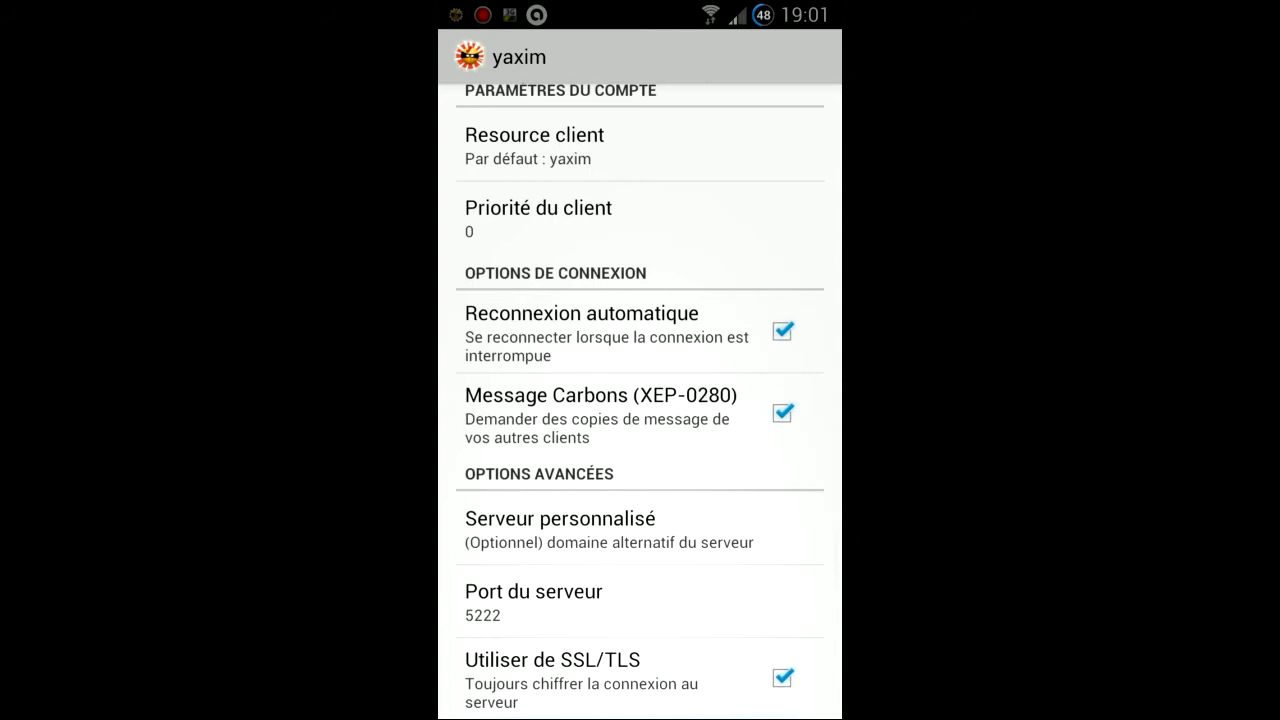 48 19:01
yaxim
PARAMÈTRES DU COMPTE
Resource client
Par défaut : yaxim
Priorité du client
0
OPTIONS DE CONNEXION
Reconnexion automatique
Se reconnecter lorsque la connexion est
interrompue
Message Carbons (XEP-0280)
Demander des copies de message de
vos autres clients
OPTIONS AVANCÉES
Serveur personnalisé
(Optionnel) domaine alternatif du serveur
Port du serveur
5222
Utiliser de SSL/TLS
Toujours chiffrer la connexion au
serveur